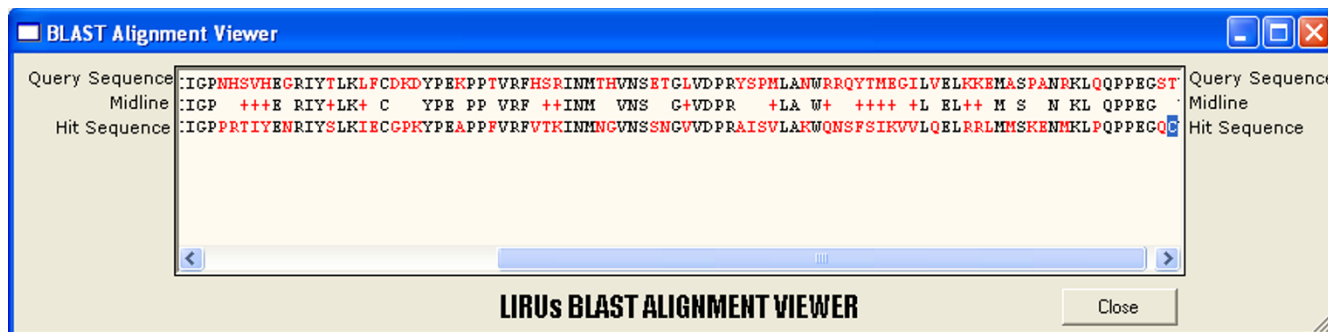 BLAST Alignment Viewer
Query Sequence :IGPNHSVHEGRIYTLKLFCDKDYPEKPPTVRFHSRINMTHVNSETGLVDPRYSPMLANWRRQYTMEGILVELKKEMASPANRKLQQPPEGST Query Sequence
Midline :IGP +++E RIY+LK+ C YPE PP VRF ++INM VNS G+VDPR +LA W+ ++++ +L EL++ M S N KL QPPEG Midline
Hit Sequence :IGPPRTIYENRIYSLKIECGPKYPEAPPFVRFVTKINMNGVNSSNGVVDPRAISVLAKWQNSFSIKVVLQELRRLMMSKENMKLPQPPEGQC Hit Sequence
LIRUs BLAST ALIGNMENT VIEWER
Close